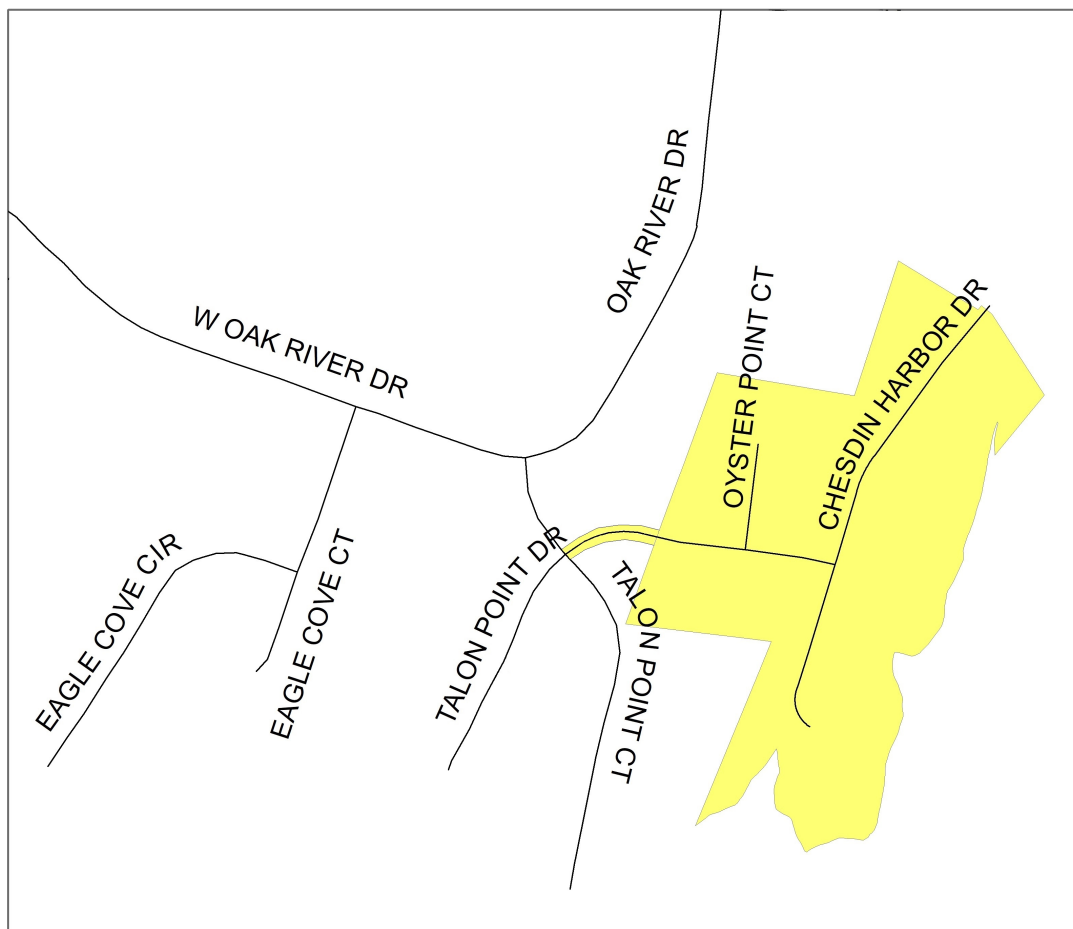 OAK RIVER DR
W OAK RIVER DR
OYSTER POINT CT
CHESDIN HARBOR DR
EAGLE COVE CIR
EAGLE COVE CT
TALON POINT DR
TALON POINT CT